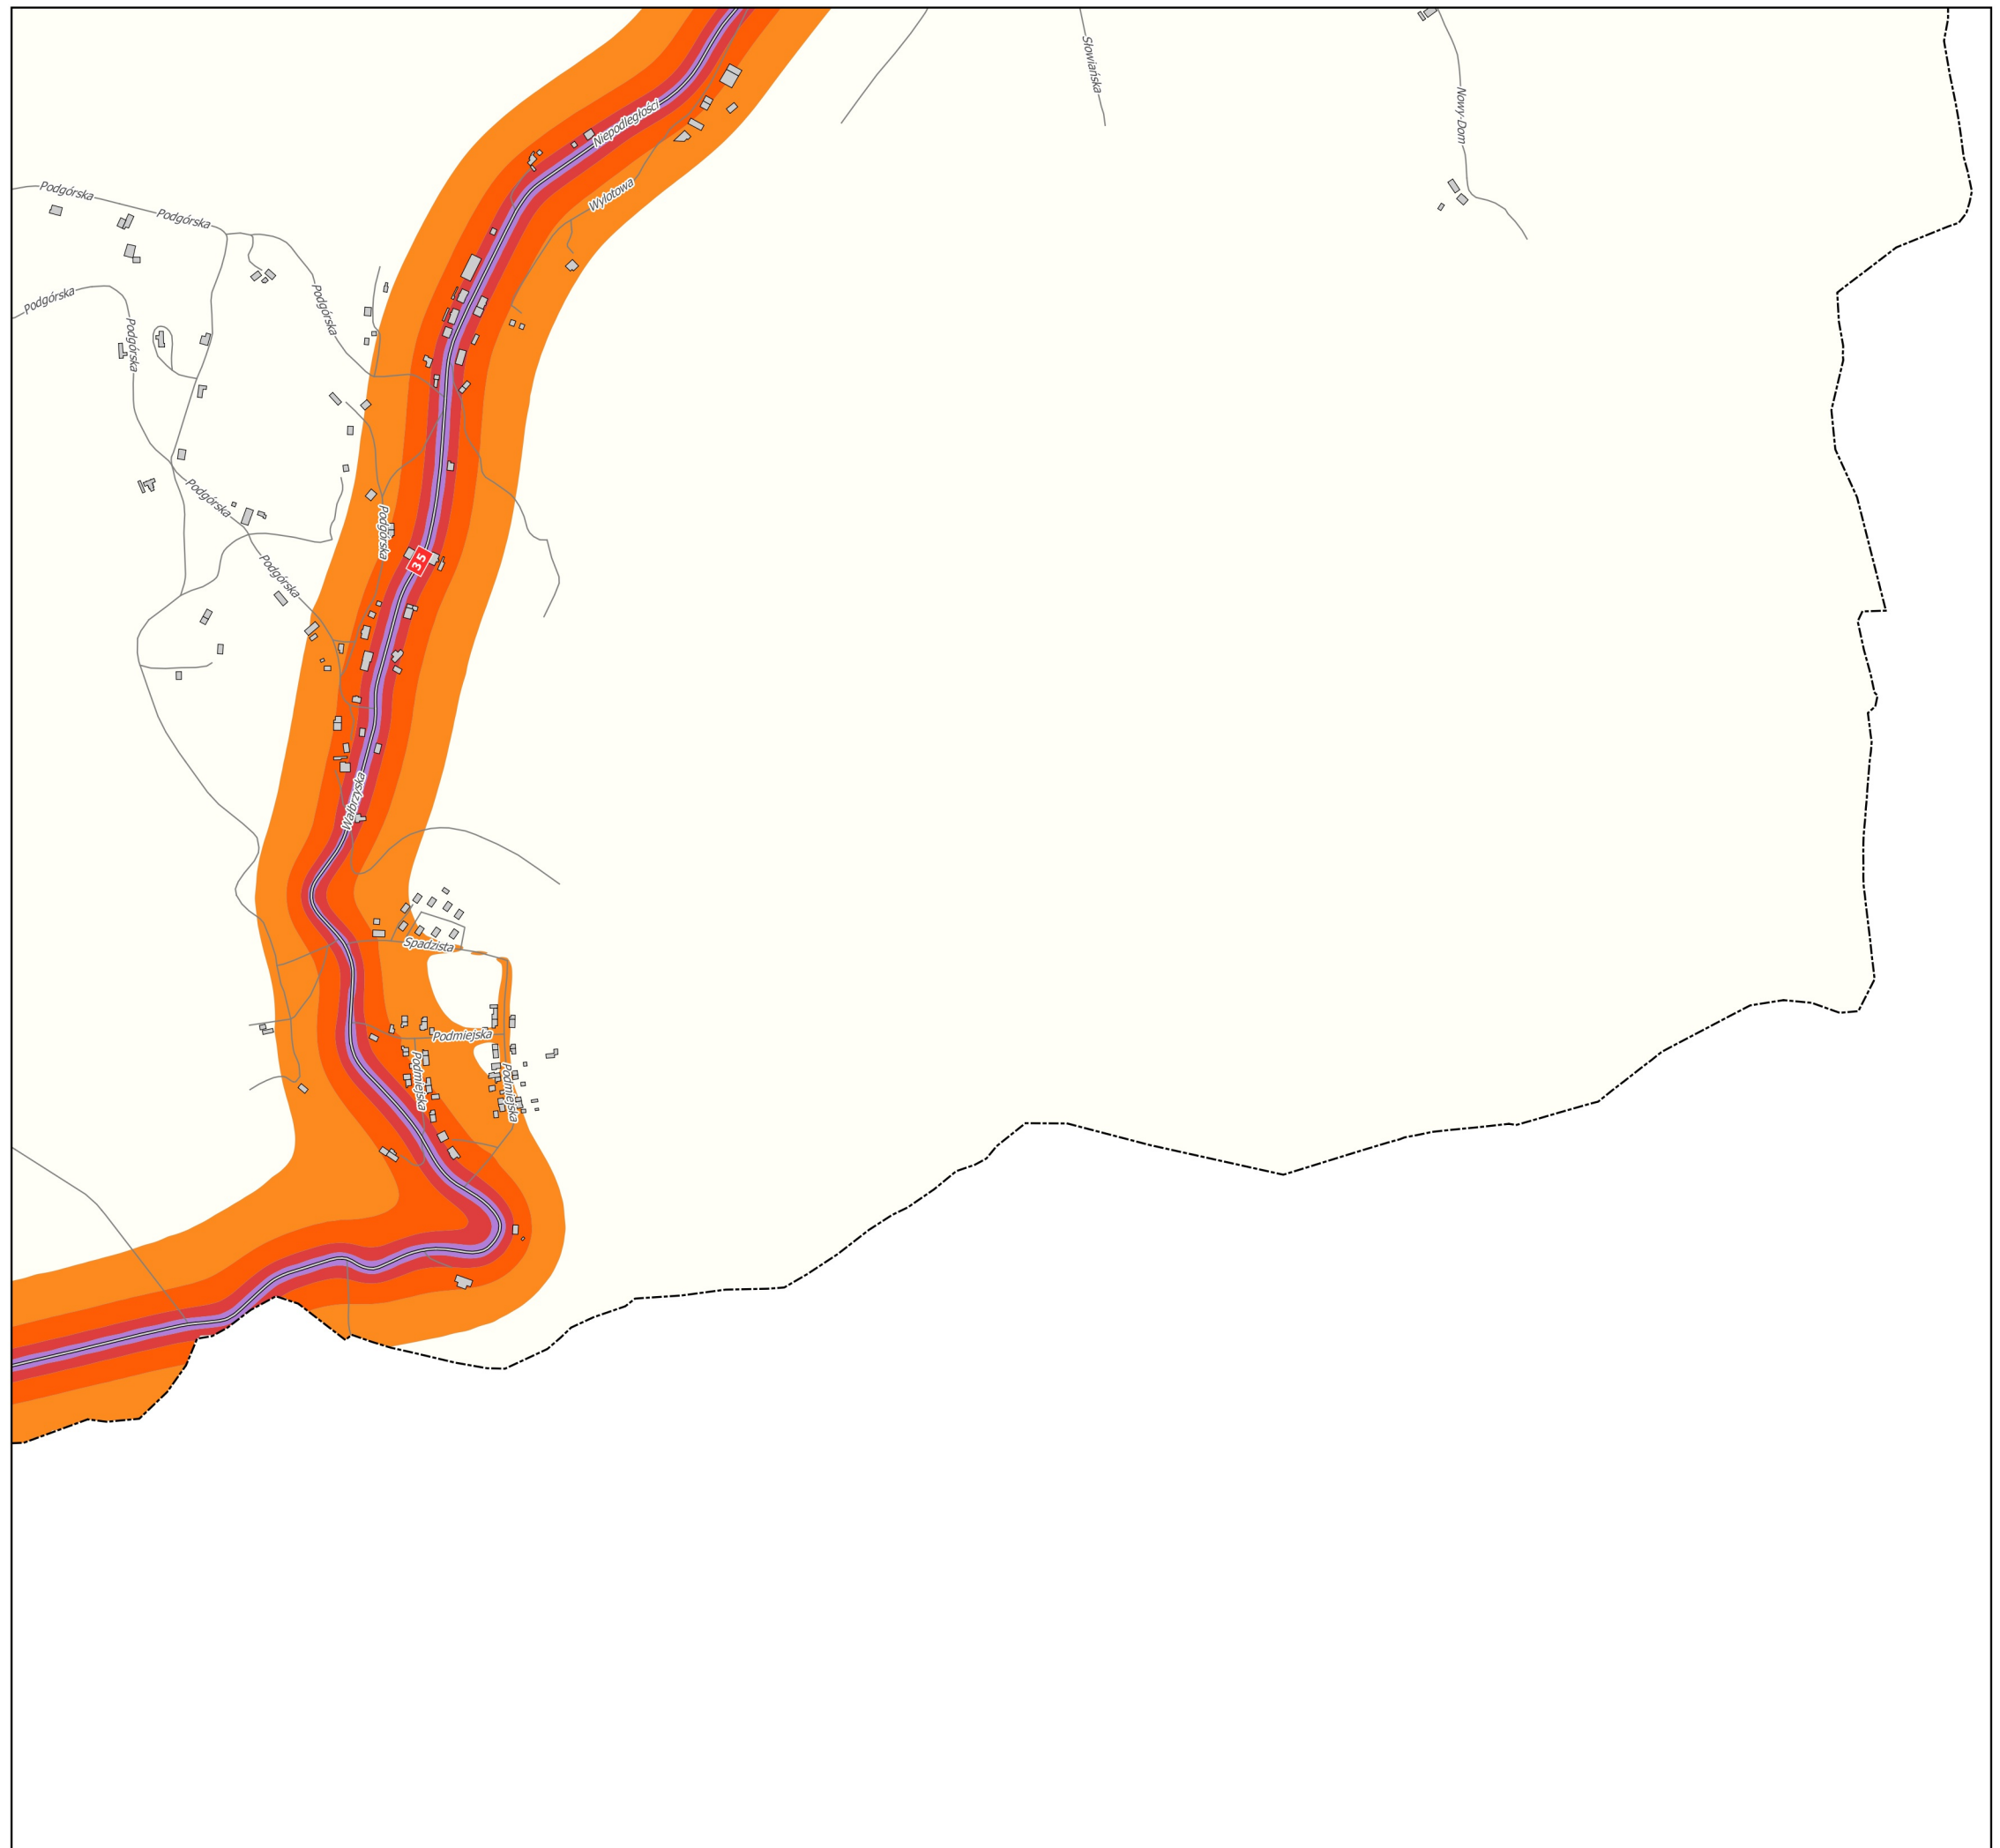 Słowiańska
Nowy Dom
Niepodległości
Podgórska
Wylotowa
Podgórska
Podgórska
Podgórska
Podgórska
Podgórska
Podgórska
35
Podgórska
Wałbrzyska
Spadzista
Podmiejska
Podmiejska
Podmiejska